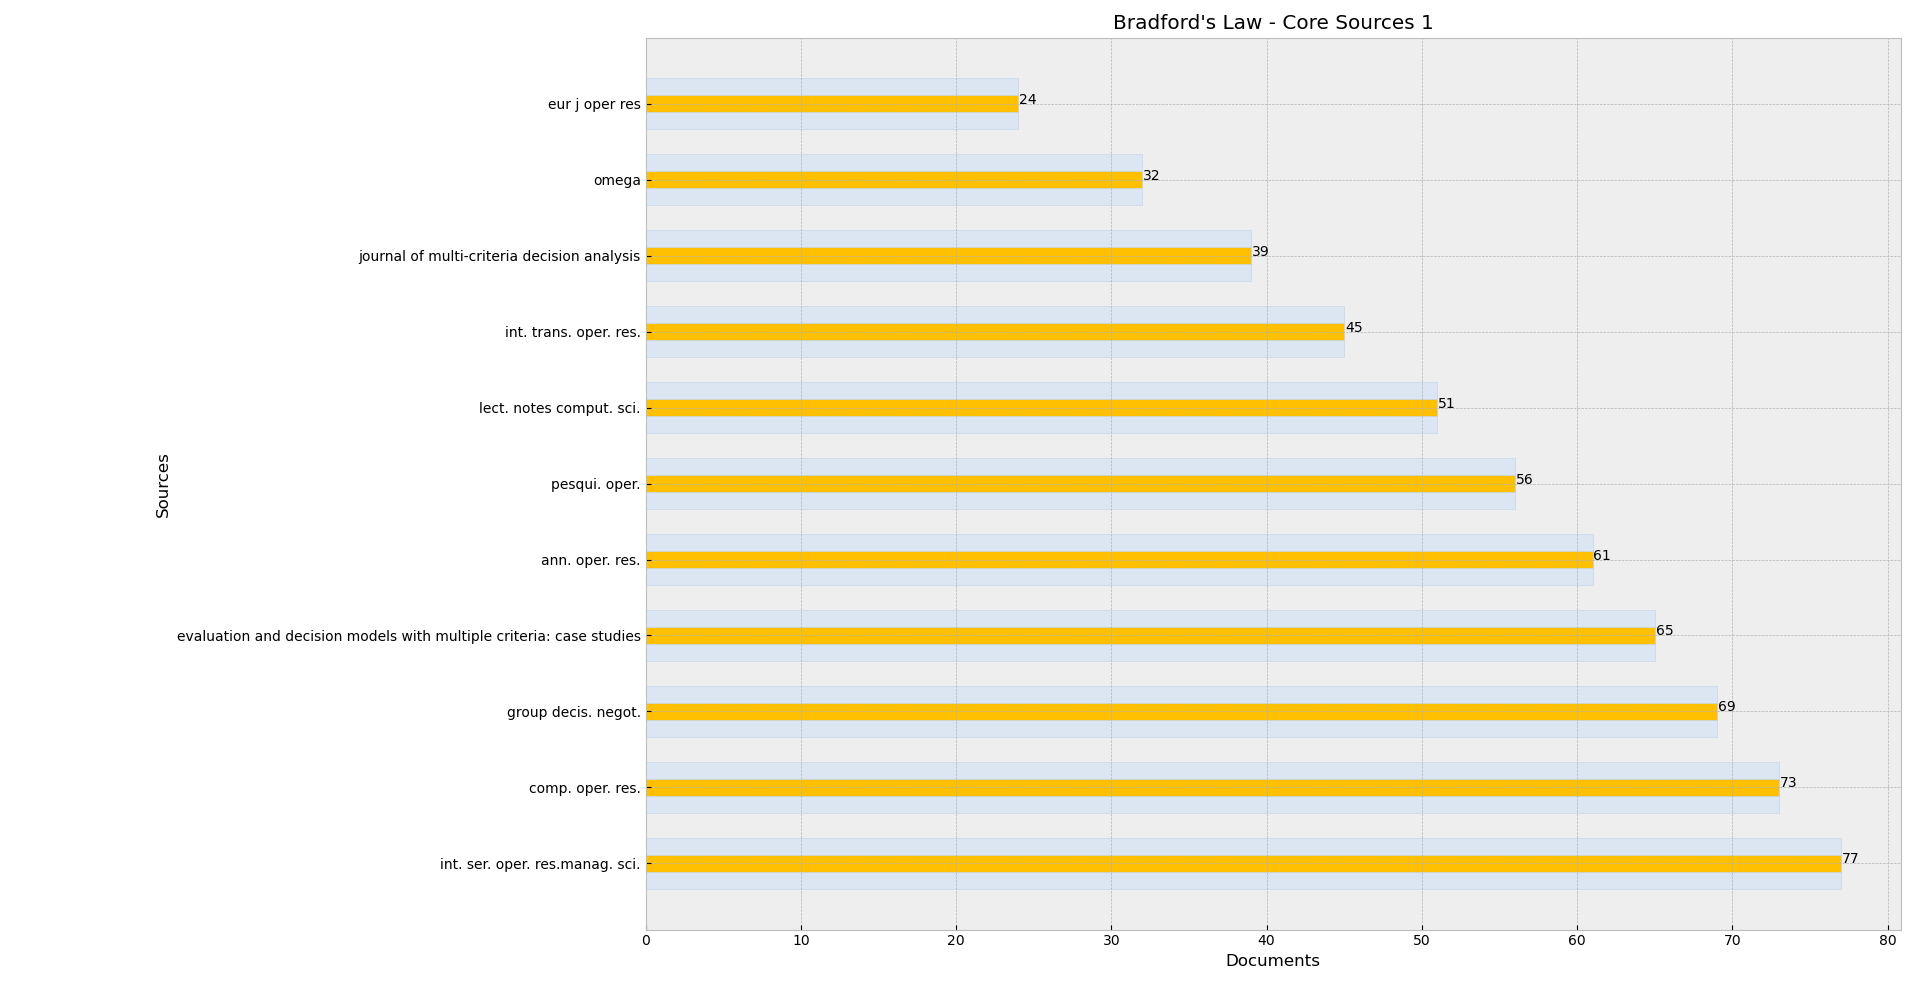 Bradford's Law - Core Sources 1
eur j oper res
24
omega
32
journal of multi-criteria decision analysis
39
int. trans. oper. res.
45
lect. notes comput. sci.
51
pesqui. oper.
56
ann. oper. res.
61
evaluation and decision models with multiple criteria: case studies
65
group decis. negot.
69
comp. oper. res.
73
int. ser. oper. res.manag. sci.
77
Sources
0 10 20 30 40 50 60 70 80
Documents